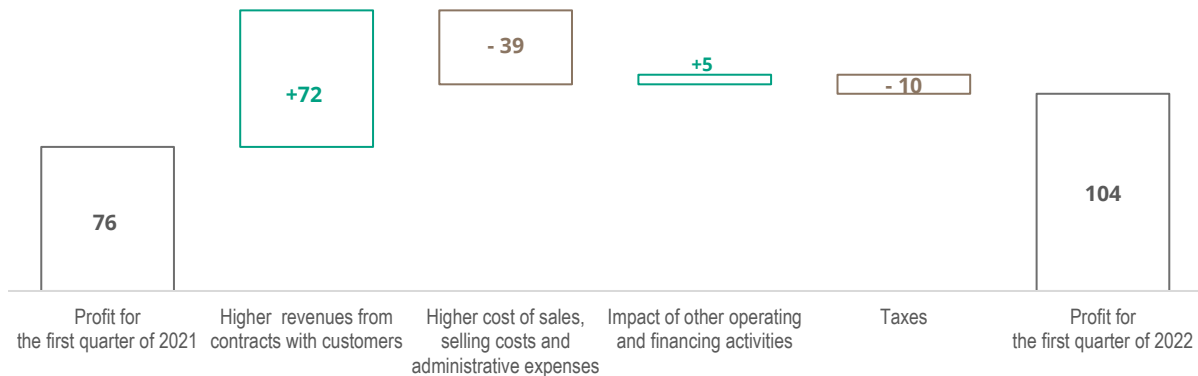 - 39
+5
+72
- 10
76
104
Profit for
the first quarter of 2021
Higher revenues from
contracts with customers
Higher cost of sales,
selling costs and
administrative expenses
Impact of other operating
and financing activities
Taxes
Profit for
the first quarter of 2022